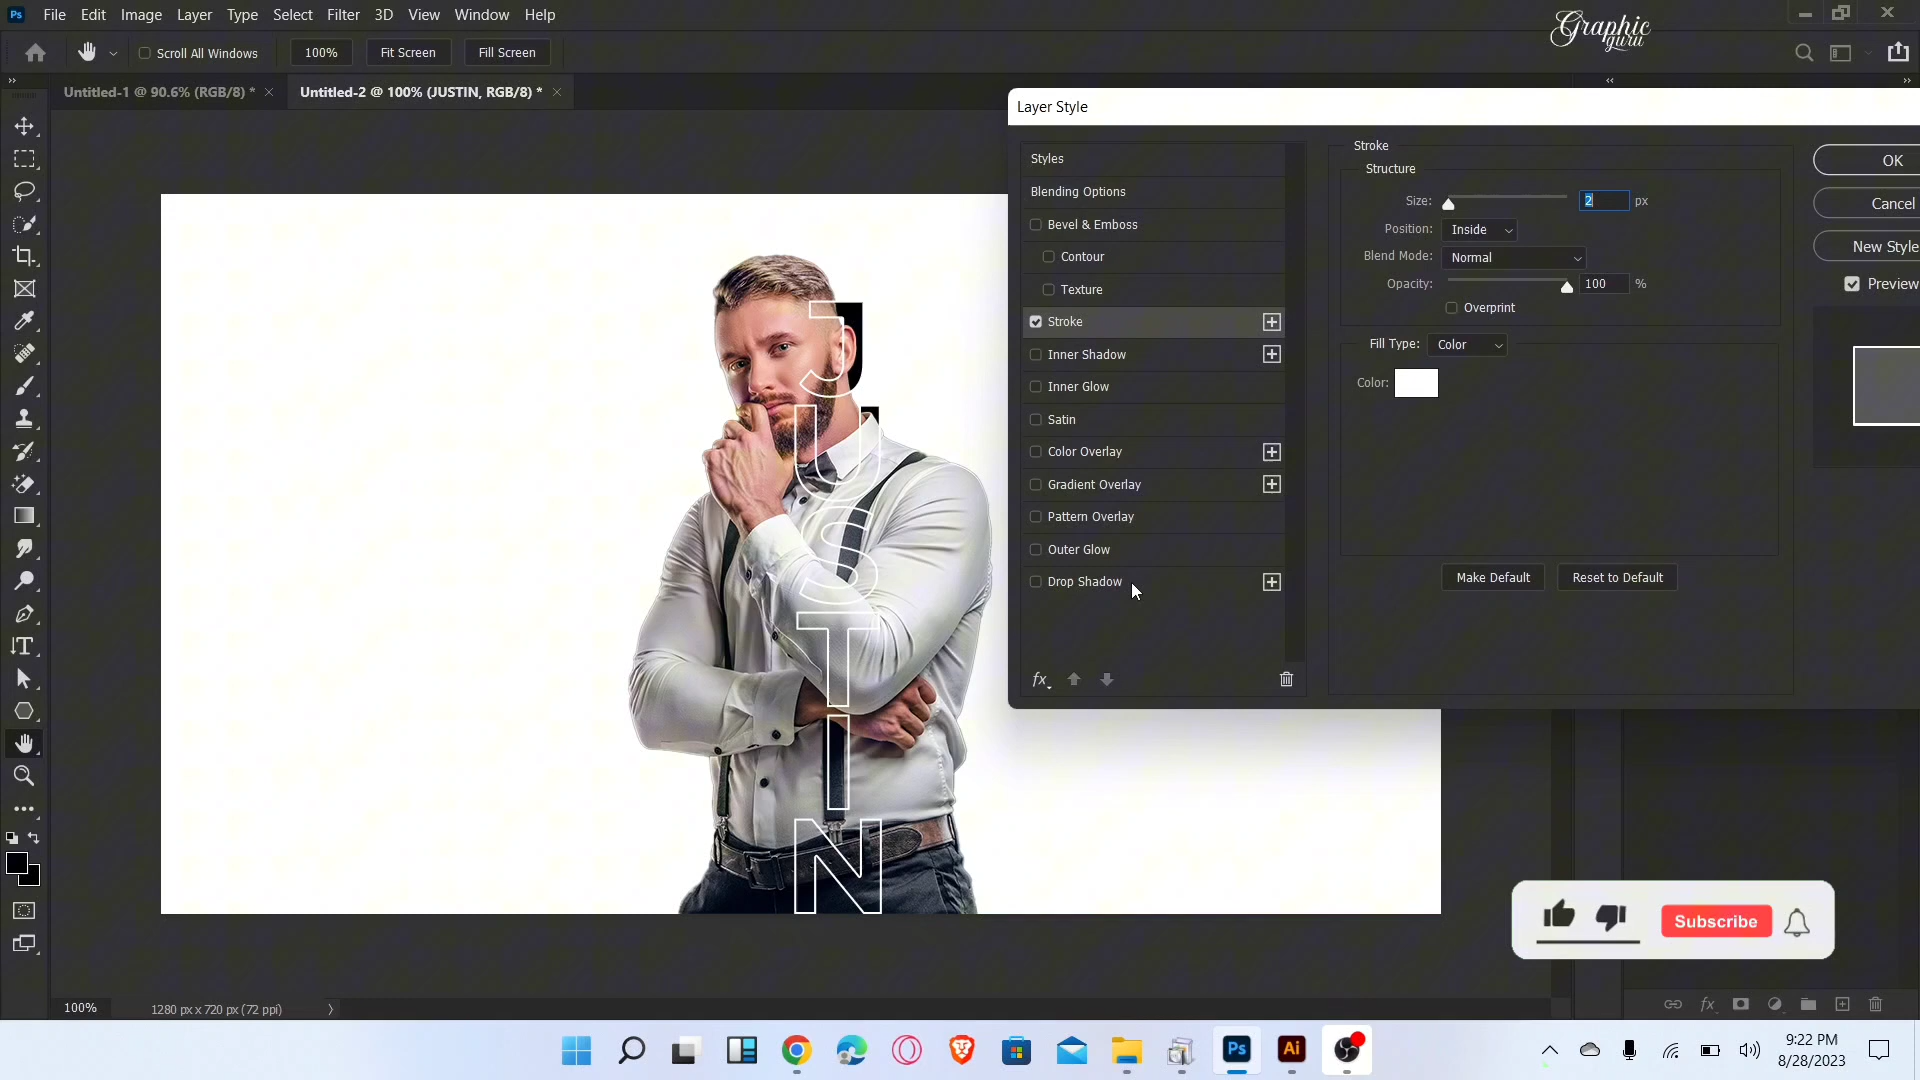 Ps File Edit Image Layer Type Select Filter 3D View Window Help
Graphic
guru
Scroll All Windows 100% Fit Screen Fill Screen
Untitled-1 @ 90.6% (RGB/8) * × Untitled-2 @ 100% (JUSTIN, RGB/8) * ×
Layer Style
Styles
Blending Options
Bevel & Emboss
Contour
Texture
Stroke
Inner Shadow
Inner Glow
Satin
Color Overlay
Gradient Overlay
Pattern Overlay
Outer Glow
Drop Shadow
fx
Stroke
Structure
Size: 2 px
Position: Inside
Blend Mode: Normal
Opacity: 100 %
Overprint
Fill Type: Color
Color:
Make Default Reset to Default
OK
Cancel
New Style
Preview
JUSTIN
Subscribe
100% 1280 px x 720 px (72 ppi)
fx
Ps Ai
9:22 PM
8/28/2023